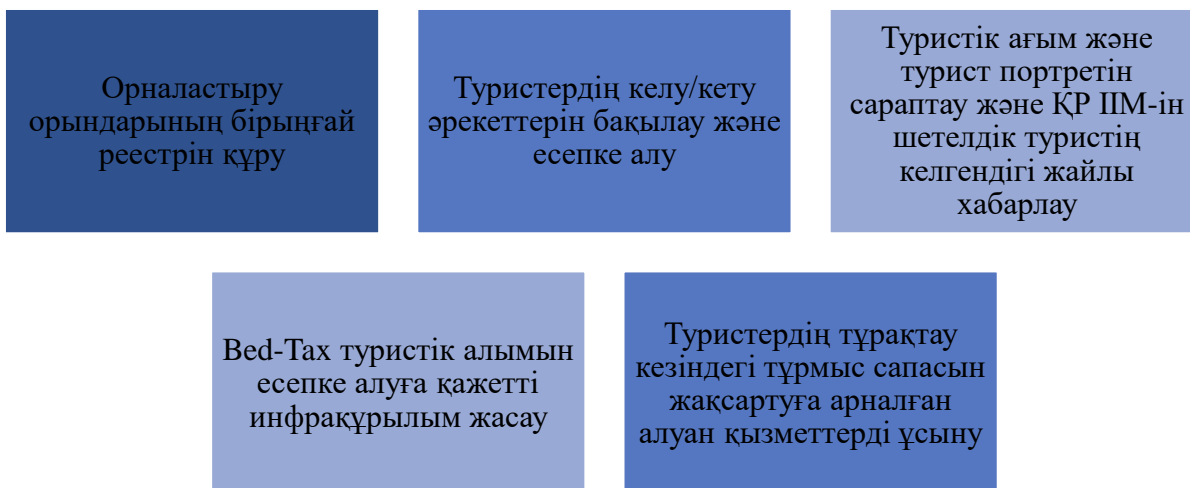 Орналастыру
орындарының бірыңғай
реестрін құру
Туристердің келу/кету
әрекеттерін бақылау және
есепке алу
Туристік ағым және
турист портретін
сараптау және ҚР ІІМ-ін
шетелдік туристің
келгендігі жайлы
хабарлау
Bed-Tax туристік алымын
есепке алуға қажетті
инфрақұрылым жасау
Туристердің тұрақтау
кезіндегі тұрмыс сапасын
жақсартуға арналған
алуан қызметтерді ұсыну